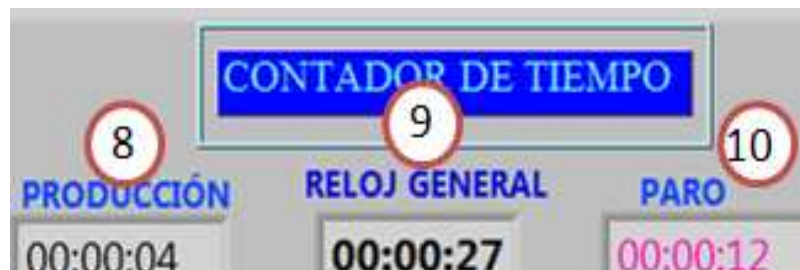 CONTADOR DE TIEMPO
8
9
10
PRODUCCIÓN
RELOJ GENERAL
PARO
00:00:04
00:00:27
00:00:12